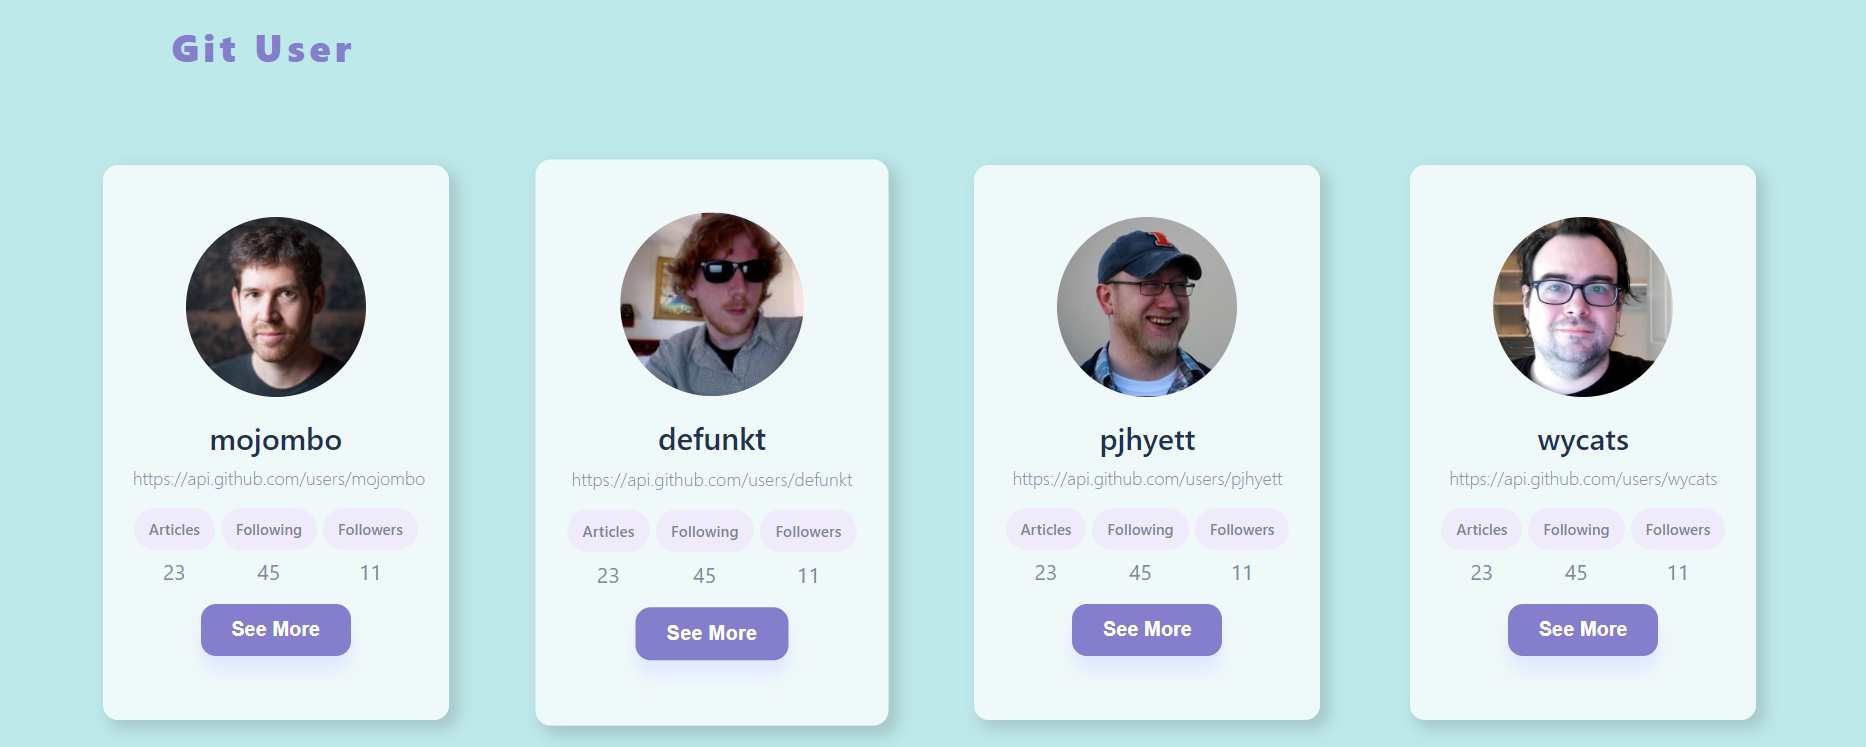 Git User
mojombo
https://api.github.com/users/mojombo
Articles Following Followers
23 45 11
See More
defunkt
https://api.github.com/users/defunkt
Articles Following Followers
23 45 11
See More
pjhyett
https://api.github.com/users/pjhyett
Articles Following Followers
23 45 11
See More
wycats
https://api.github.com/users/wycats
Articles Following Followers
23 45 11
See More